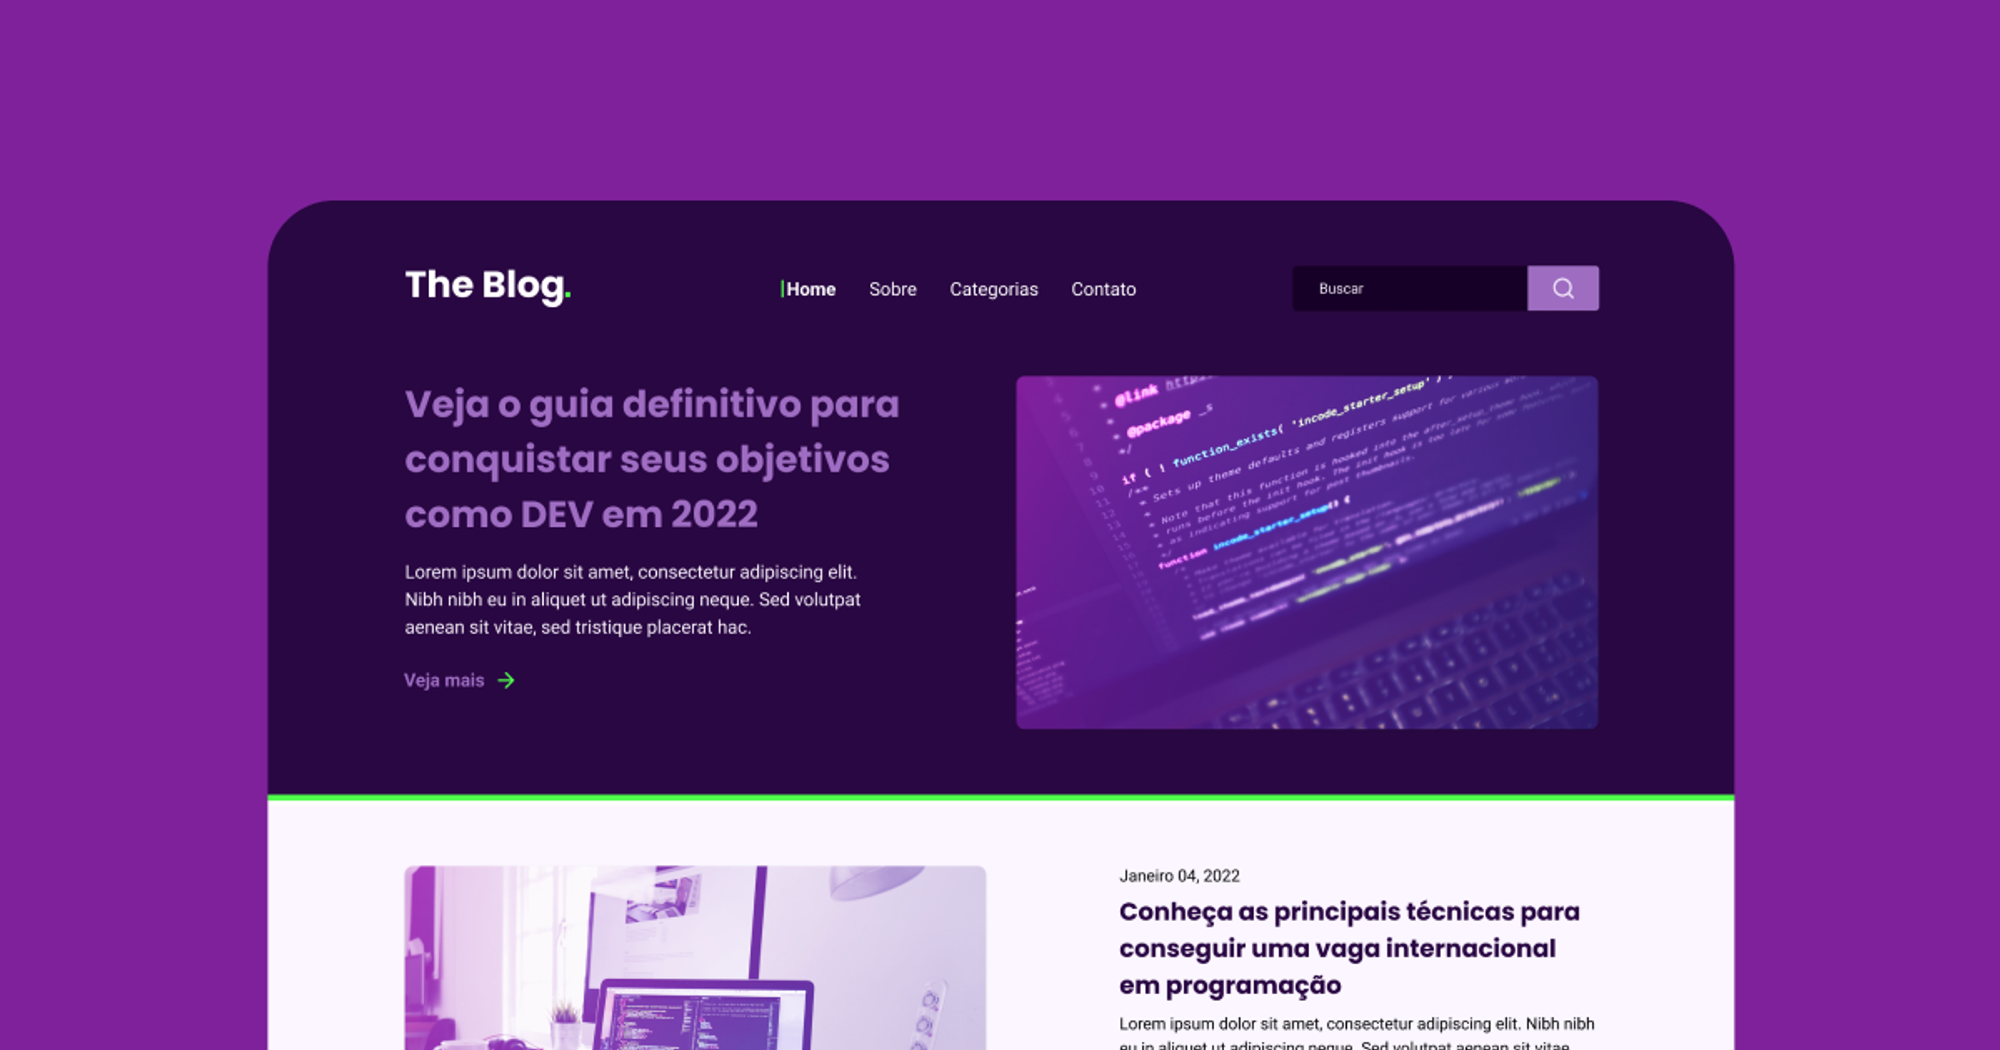 The Blog.
Home Sobre Categorias Contato
Buscar
Veja o guia definitivo para
conquistar seus objetivos
como DEV em 2022
Lorem ipsum dolor sit amet, consectetur adipiscing elit.
Nibh nibh eu in aliquet ut adipiscing neque. Sed volutpat
aenean sit vitae, sed tristique placerat hac.
Veja mais
* @link https:
*
* @package _s
*/
if ( ! function_exists( 'incode_starter_setup' ) :
/**
* Sets up theme defaults and registers support for various
*
* Note that this function is hooked into the after_setup_theme hook, which
* runs before the init hook. The init hook is too late for some features,
* as indicating support for post thumbnails.
*/
function incode_starter_setup() {
Janeiro 04, 2022
Conheça as principais técnicas para
conseguir uma vaga internacional
em programação
Lorem ipsum dolor sit amet, consectetur adipiscing elit. Nibh nibh
eu in aliquet ut adipiscing neque. Sed volutpat aenean sit vitae,